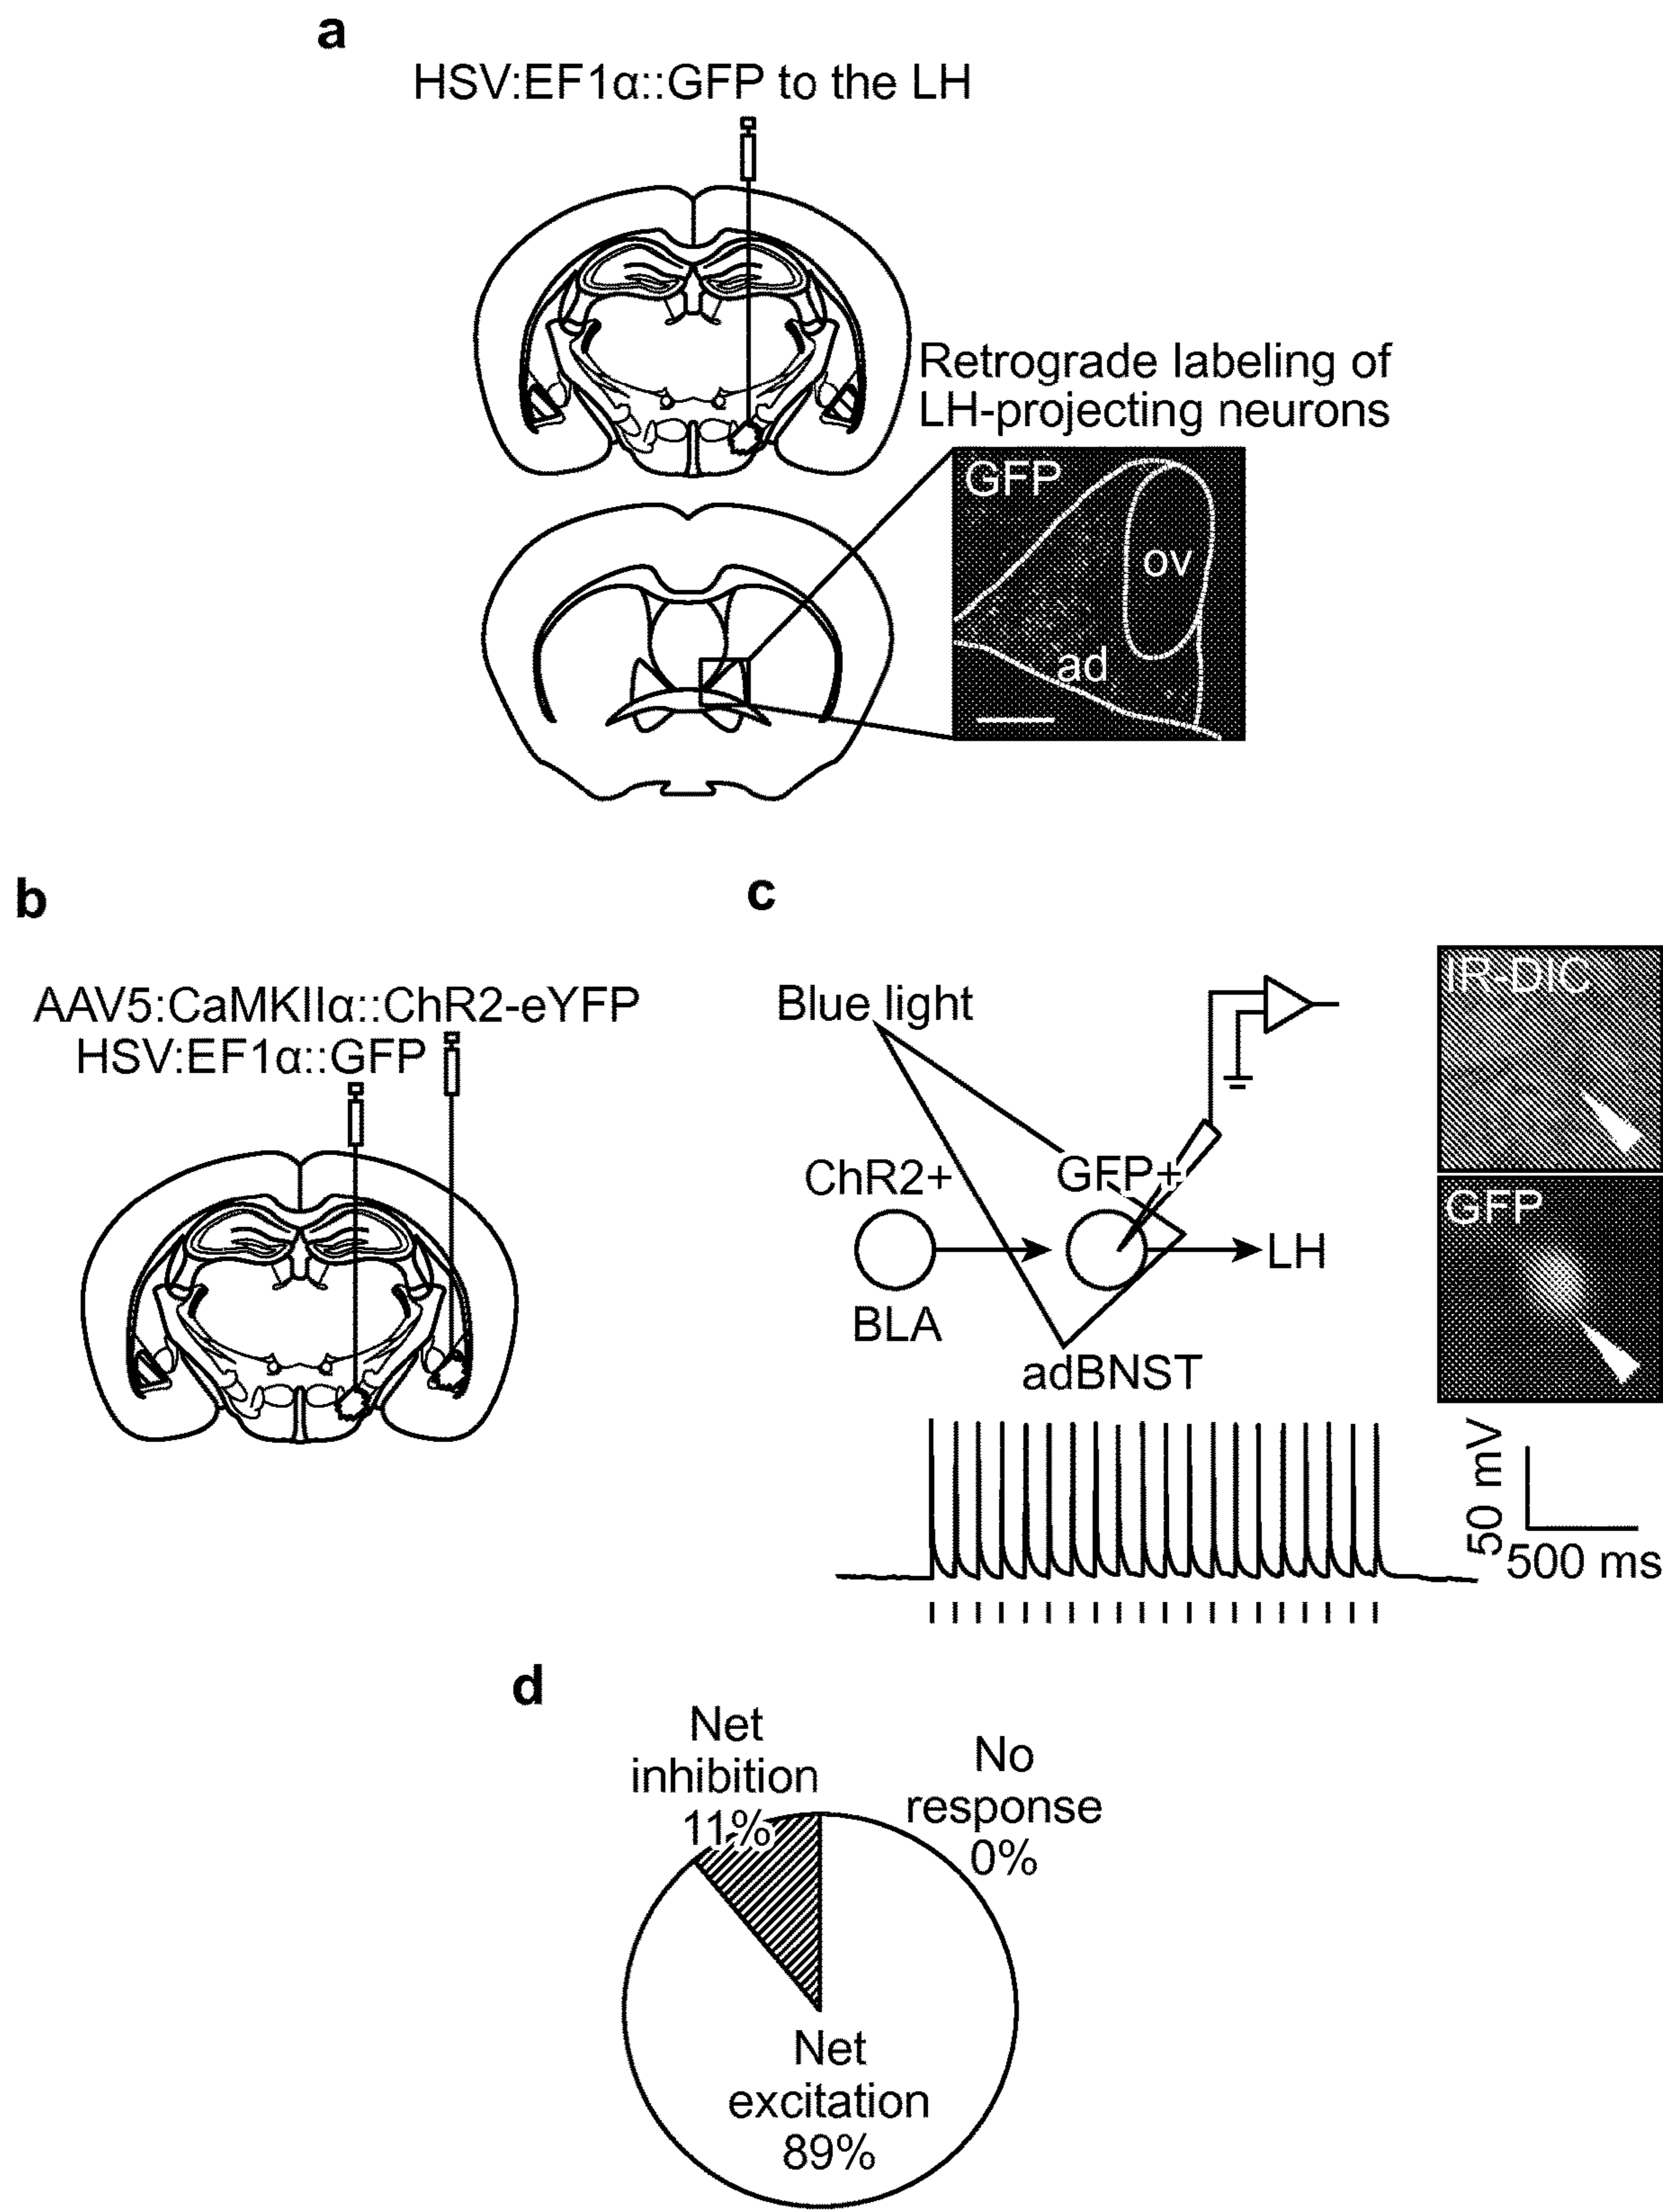 a
HSV:EF1α::GFP to the LH
Retrograde labeling of
LH-projecting neurons
GFP
ov
ad
b
AAV5:CaMKIIα::ChR2-eYFP
HSV:EF1α::GFP
c
Blue light
IR-DIC
ChR2+
GFP+
GFP
LH
BLA
adBNST
50 mV
500 ms
d
Net
inhibition
11%
No
response
0%
Net
excitation
89%